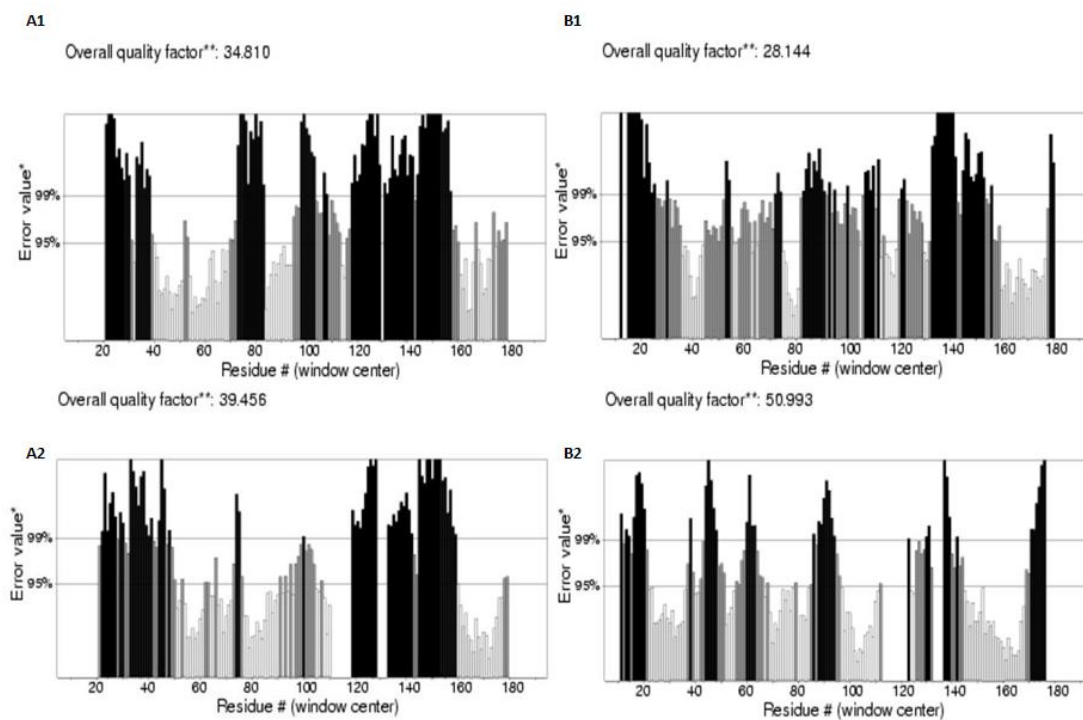 A1
Overall quality factor**: 34.810
Error value*
99%
95%
20 40 60 80 100 120 140 160 180
Residue # (window center)
B1
Overall quality factor**: 28.144
Error value*
99%
95%
20 40 60 80 100 120 140 160 180
Residue # (window center)
Overall quality factor**: 39.456
A2
Error value*
99%
95%
20 40 60 80 100 120 140 160 180
Residue # (window center)
Overall quality factor**: 50.993
B2
Error value*
99%
95%
20 40 60 80 100 120 140 160 180
Residue # (window center)